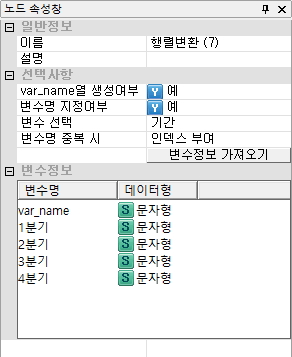 노드 속성창
일반정보
이름 행렬변환 (7)
설명
선택사항
var_name열 생성여부 Y 예
변수명 지정여부 Y 예
변수 선택 기간
변수명 중복 시 인덱스 부여
변수정보 가져오기
변수정보
변수명 데이터형
var_name S 문자형
1분기 S 문자형
2분기 S 문자형
3분기 S 문자형
4분기 S 문자형